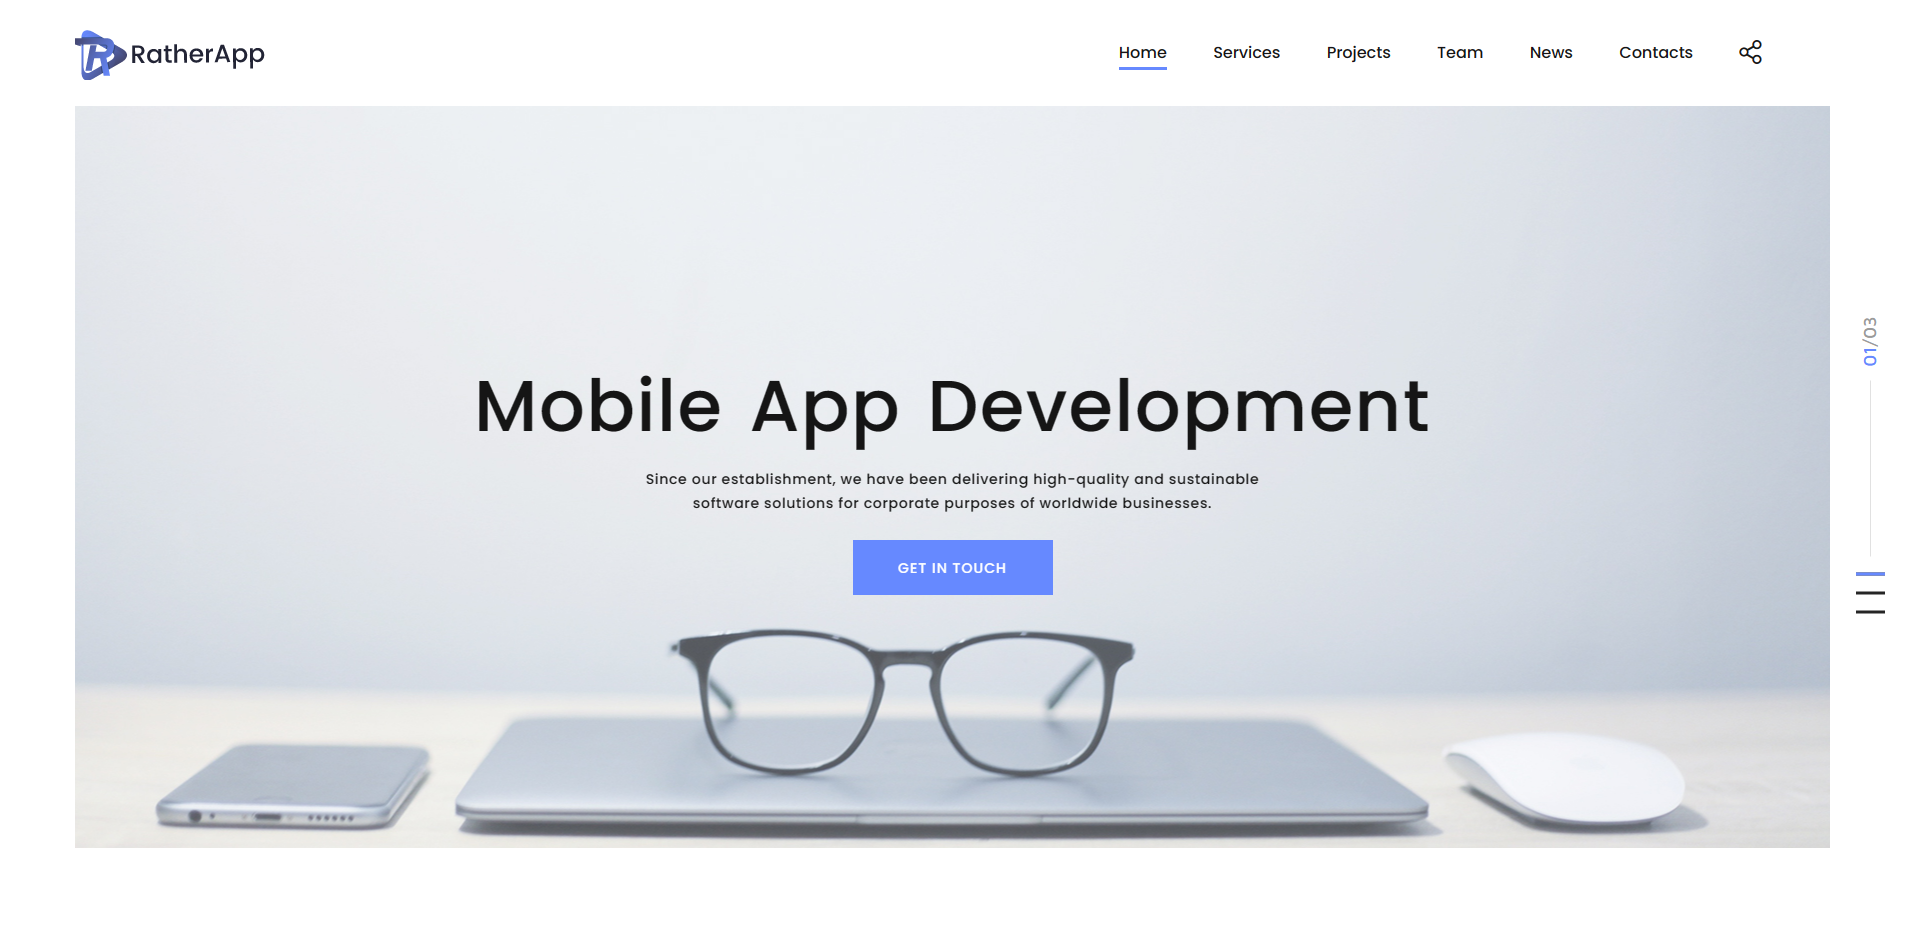 RatherApp
Home Services Projects Team News Contacts
01/03
Mobile App Development
Since our establishment, we have been delivering high-quality and sustainable
software solutions for corporate purposes of worldwide businesses.
GET IN TOUCH